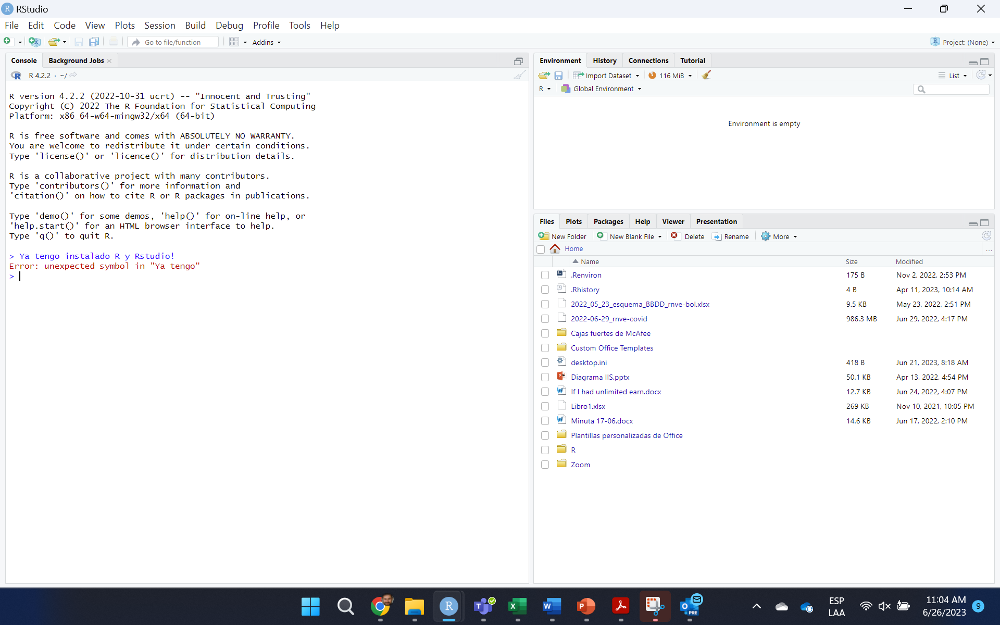 RStudio
File Edit Code View Plots Session Build Debug Profile Tools Help
Go to file/function Addins Project: (None)
Console Background Jobs
R 4.2.2 · ~/
R version 4.2.2 (2022-10-31 ucrt) -- "Innocent and Trusting"
Copyright (C) 2022 The R Foundation for Statistical Computing
Platform: x86_64-w64-mingw32/x64 (64-bit)
R is free software and comes with ABSOLUTELY NO WARRANTY.
You are welcome to redistribute it under certain conditions.
Type 'license()' or 'licence()' for distribution details.
R is a collaborative project with many contributors.
Type 'contributors()' for more information and
'citation()' on how to cite R or R packages in publications.
Type 'demo()' for some demos, 'help()' for on-line help, or
'help.start()' for an HTML browser interface to help.
Type 'q()' to quit R.
> Ya tengo instalado R y Rstudio!
Error: unexpected symbol in "Ya tengo"
>
Environment History Connections Tutorial
Import Dataset 116 MiB List
R Global Environment
Environment is empty
Files Plots Packages Help Viewer Presentation
New Folder New Blank File Delete Rename More
Home ...
Name Size Modified
.Renviron 175 B Nov 2, 2022, 2:53 PM
.Rhistory 4 B Apr 11, 2023, 10:14 AM
2022_05_23_esquema_BBDD_rnve-bol.xlsx 9.5 KB May 23, 2022, 2:51 PM
2022-06-29_rnve-covid 986.3 MB Jun 29, 2022, 4:17 PM
Cajas fuertes de McAfee
Custom Office Templates
desktop.ini 418 B Jun 21, 2023, 8:18 AM
Diagrama IIS.pptx 50.1 KB Apr 13, 2022, 4:54 PM
If I had unlimited earn.docx 12.7 KB Jun 24, 2022, 4:07 PM
Libro1.xlsx 269 KB Nov 10, 2021, 10:05 PM
Minuta 17-06.docx 14.6 KB Jun 17, 2022, 2:10 PM
Plantillas personalizadas de Office
R
Zoom
ESP
LAA
11:04 AM
6/26/2023
9
PRE